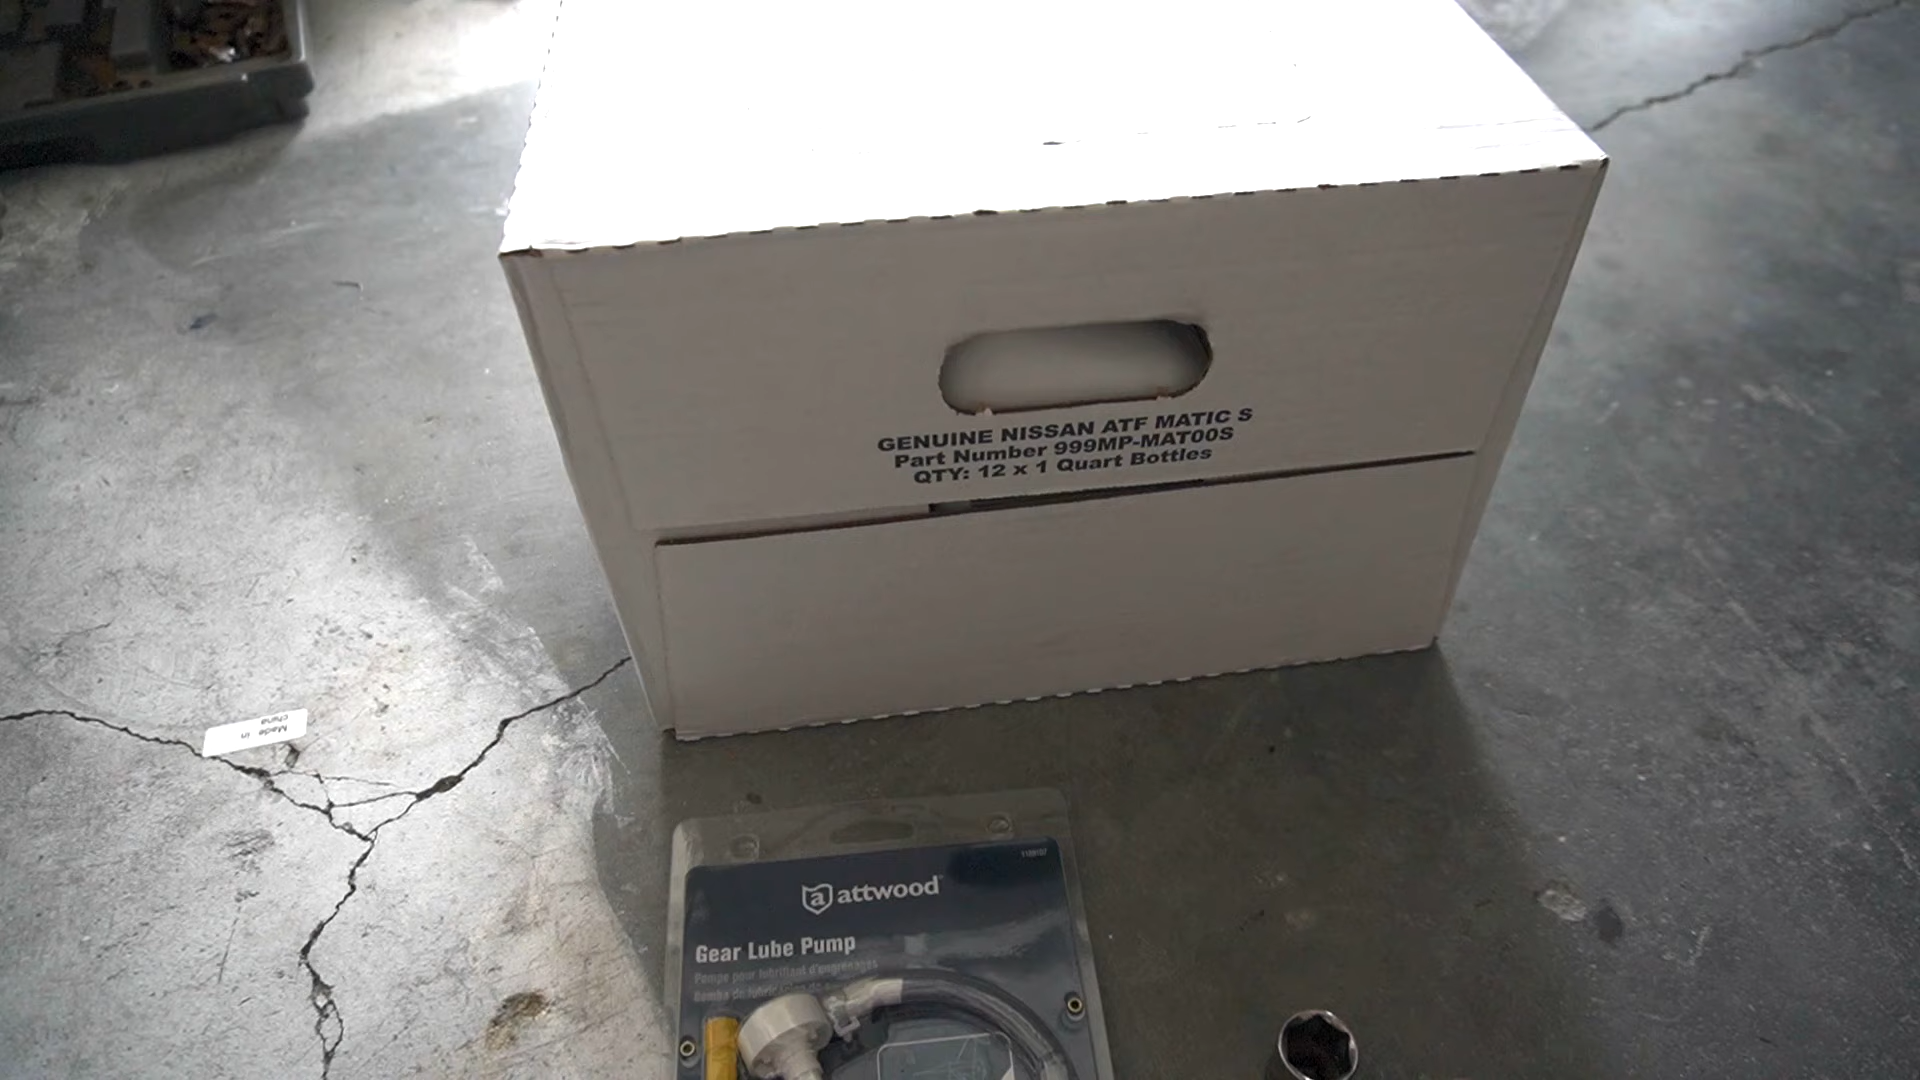 GENUINE NISSAN ATF MATIC S
Part Number 999MP-MAT00S
QTY: 12 x 1 Quart Bottles
Made in
china
attwood
Gear Lube Pump
Pompe pour lubrifiant d'engrenages